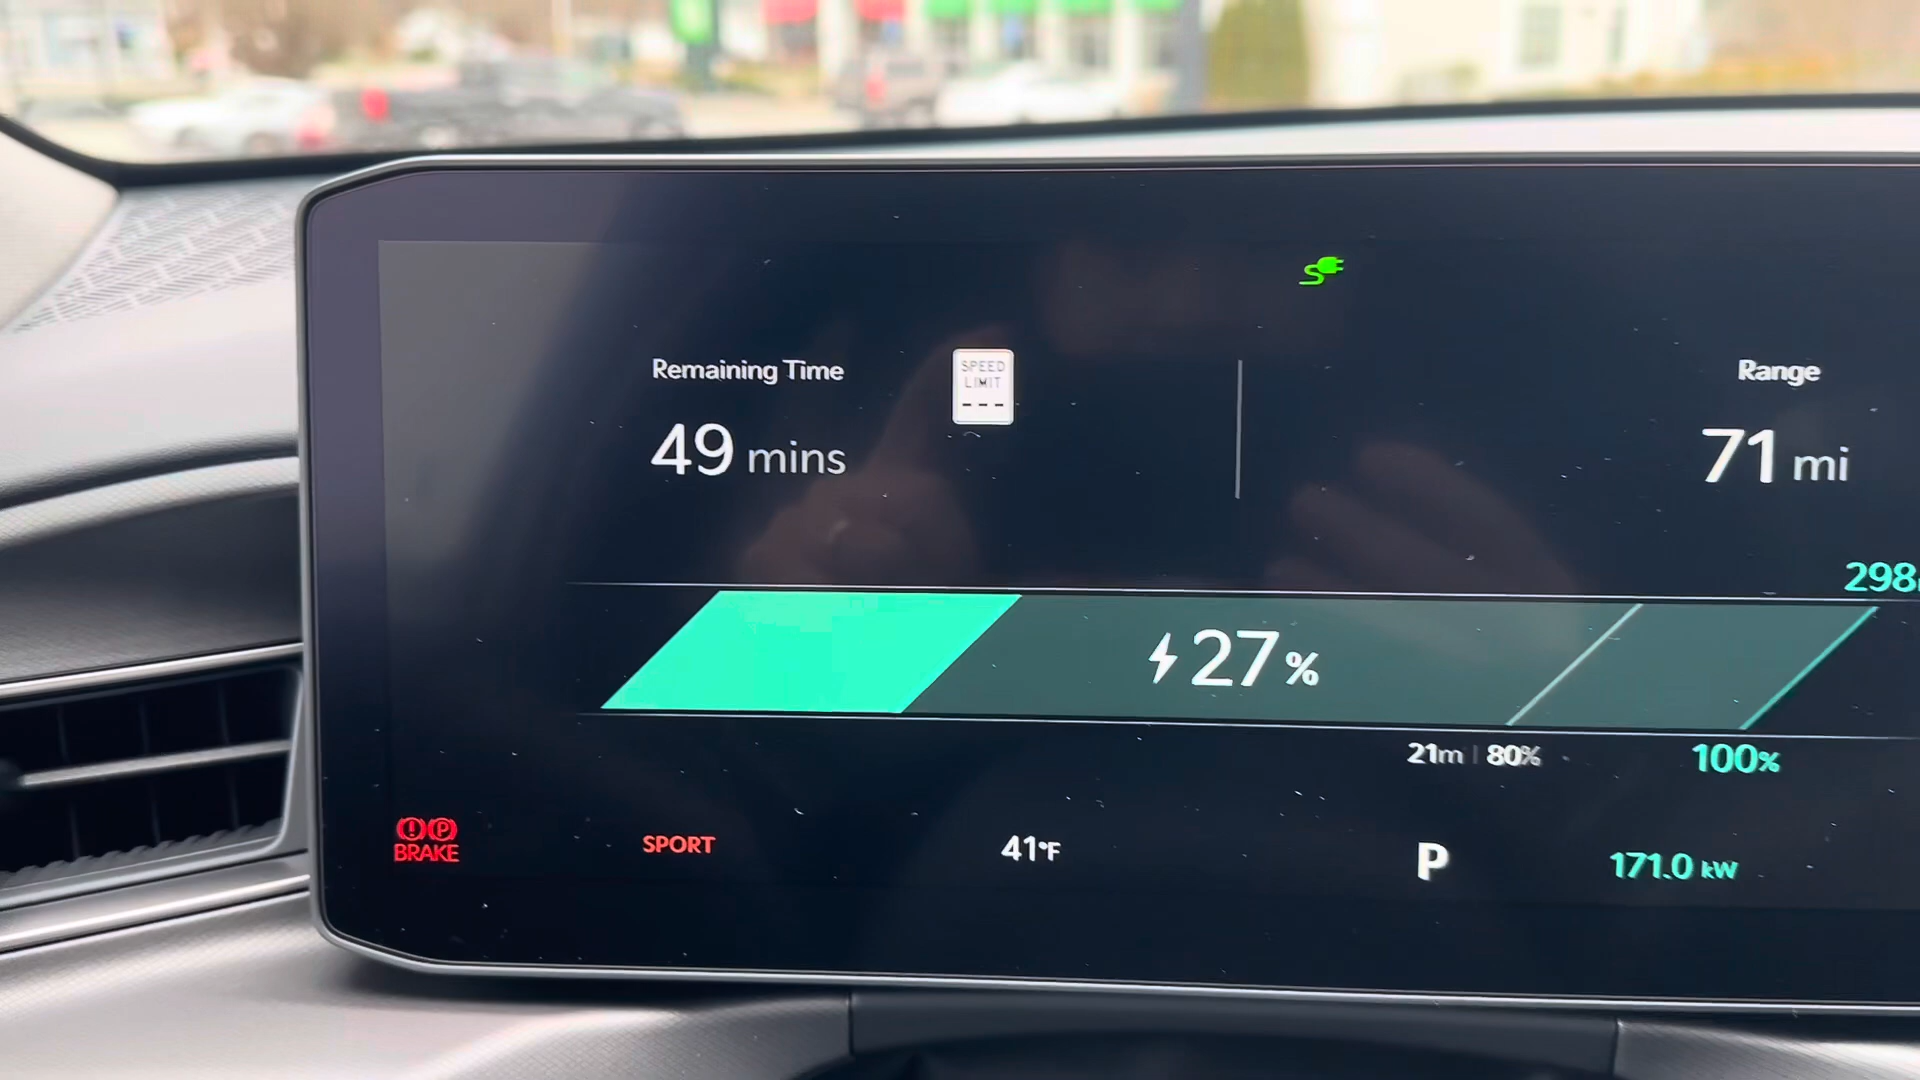 Remaining Time
49 mins
SPEED
LIMIT
---
Range
71 mi
298
27%
21m | 80%
100%
BRAKE
SPORT
41°F
P
171.0 kW